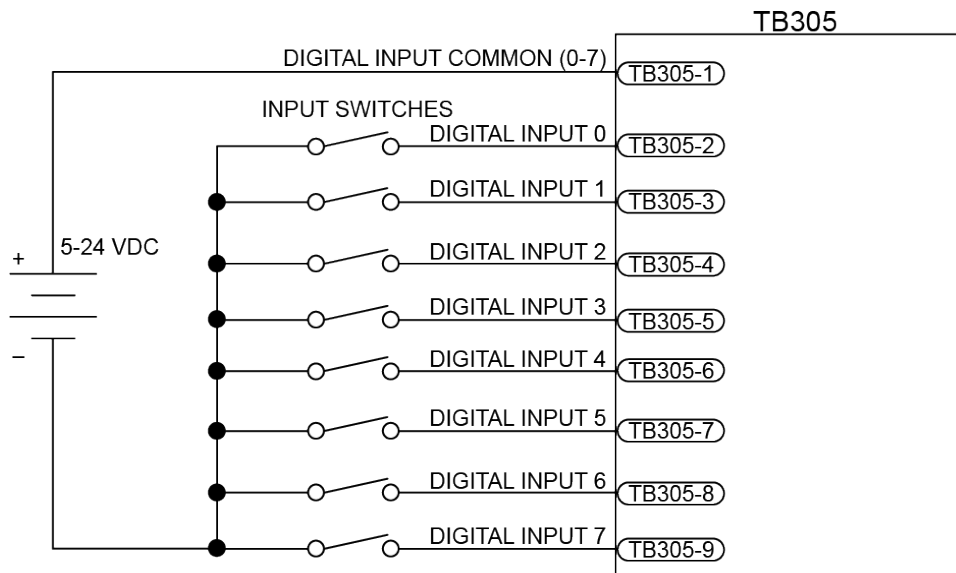 TB305
DIGITAL INPUT COMMON (0-7)
TB305-1
INPUT SWITCHES
DIGITAL INPUT 0
TB305-2
DIGITAL INPUT 1
TB305-3
5-24 VDC
+
DIGITAL INPUT 2
TB305-4
DIGITAL INPUT 3
TB305-5
–
DIGITAL INPUT 4
TB305-6
DIGITAL INPUT 5
TB305-7
DIGITAL INPUT 6
TB305-8
DIGITAL INPUT 7
TB305-9